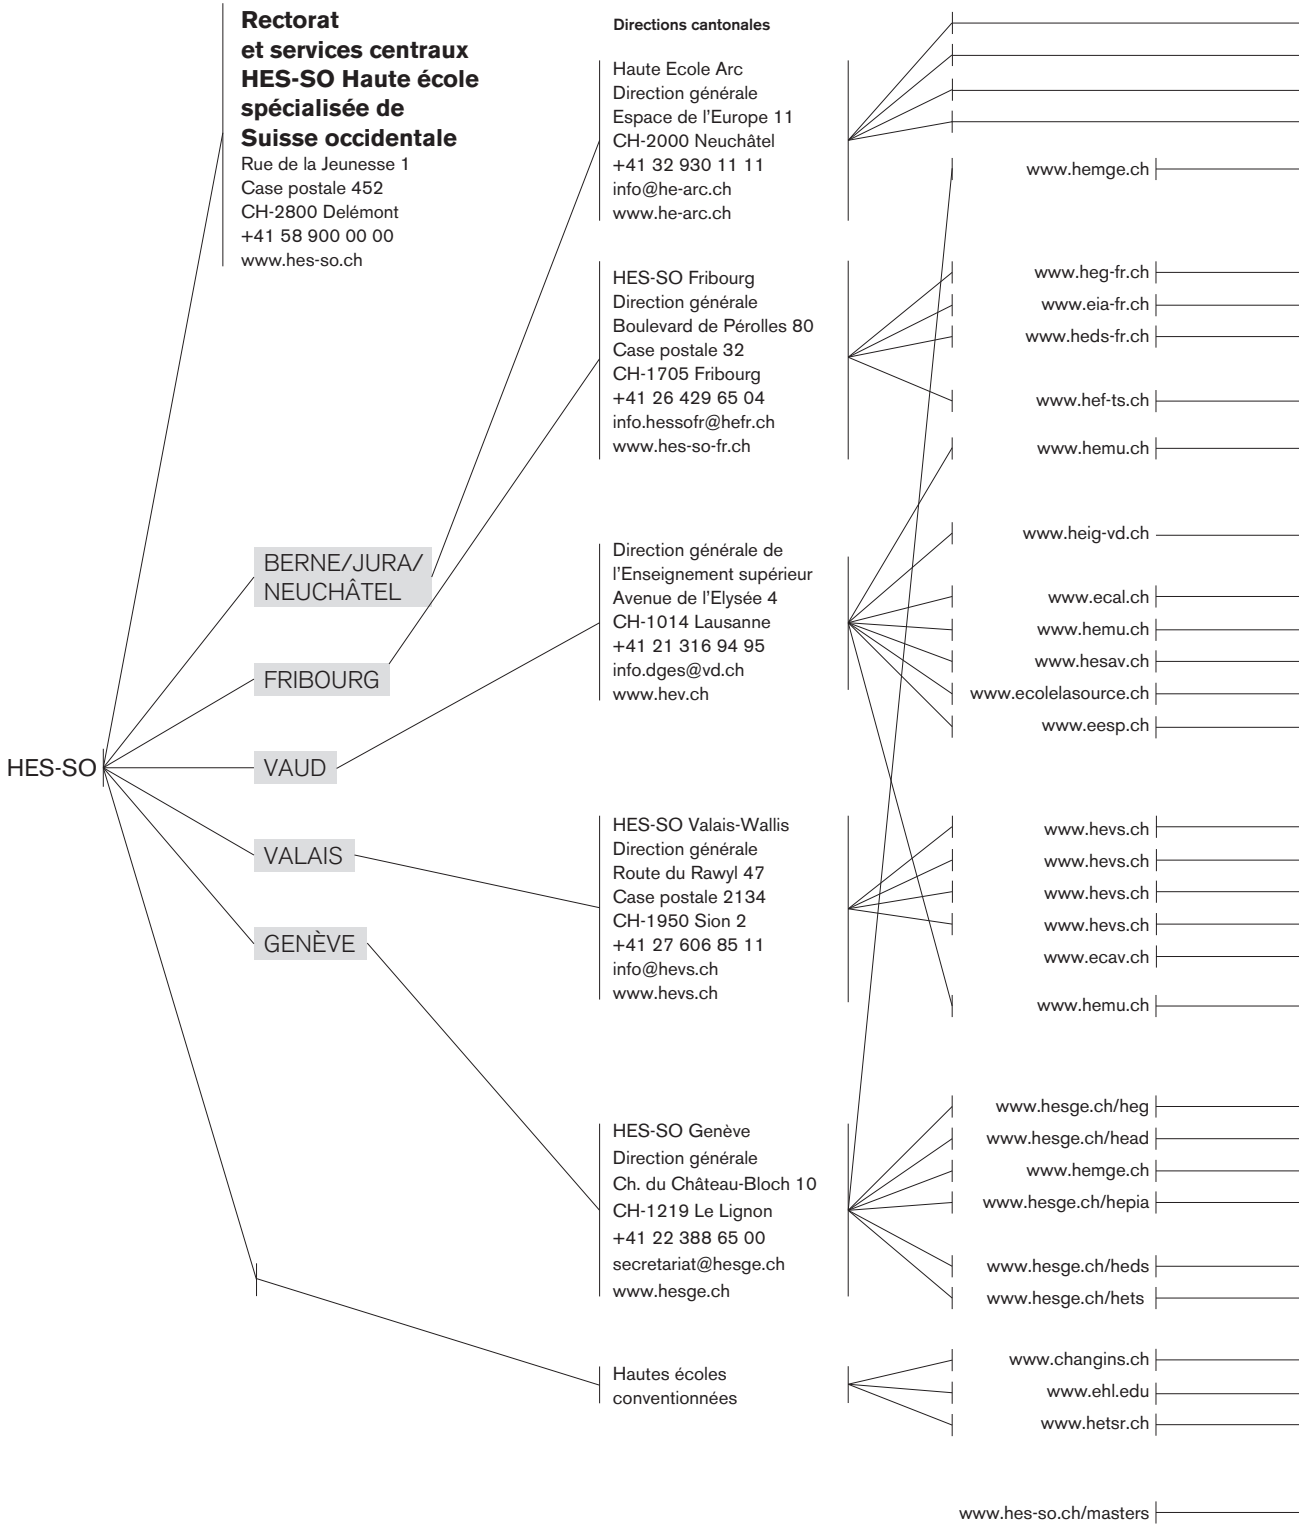 Rectorat
et services centraux
HES-SO Haute école
spécialisée de
Suisse occidentale
Rue de la Jeunesse 1
Case postale 452
CH-2800 Delémont
+41 58 900 00 00
www.hes-so.ch
HES-SO
BERNE/JURA/
NEUCHÂTEL
FRIBOURG
VAUD
VALAIS
GENÈVE
Directions cantonales
Haute Ecole Arc
Direction générale
Espace de l'Europe 11
CH-2000 Neuchâtel
+41 32 930 11 11
info@he-arc.ch
www.he-arc.ch
HES-SO Fribourg
Direction générale
Boulevard de Pérolles 80
Case postale 32
CH-1705 Fribourg
+41 26 429 65 04
info.hessofr@hefr.ch
www.hes-so-fr.ch
Direction générale de
l'Enseignement supérieur
Avenue de l'Elysée 4
CH-1014 Lausanne
+41 21 316 94 95
info.dges@vd.ch
www.hev.ch
HES-SO Valais-Wallis
Direction générale
Route du Rawyl 47
Case postale 2134
CH-1950 Sion 2
+41 27 606 85 11
info@hevs.ch
www.hevs.ch
HES-SO Genève
Direction générale
Ch. du Château-Bloch 10
CH-1219 Le Lignon
+41 22 388 65 00
secretariat@hesge.ch
www.hesge.ch
Hautes écoles
conventionnées
www.hemge.ch
www.heg-fr.ch
www.eia-fr.ch
www.heds-fr.ch
www.hef-ts.ch
www.hemu.ch
www.heig-vd.ch
www.ecal.ch
www.hemu.ch
www.hesav.ch
www.ecolelasource.ch
www.eesp.ch
www.hevs.ch
www.hevs.ch
www.hevs.ch
www.hevs.ch
www.ecav.ch
www.hemu.ch
www.hesge.ch/heg
www.hesge.ch/head
www.hemge.ch
www.hesge.ch/hepia
www.hesge.ch/heds
www.hesge.ch/hets
www.changins.ch
www.ehl.edu
www.hetsr.ch
www.hes-so.ch/masters